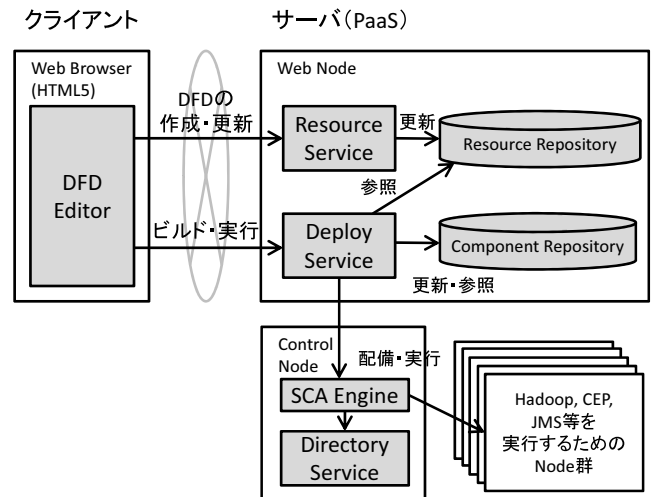 クライアント
サーバ(PaaS)
Web Browser
(HTML5)
DFD
Editor
DFDの
作成・更新
ビルド・実行
Web Node
Resource
Service
更新
Resource Repository
参照
Deploy
Service
Component Repository
更新・参照
Control
Node
配備・実行
SCA Engine
Directory
Service
Hadoop, CEP,
JMS等を
実行するための
Node群